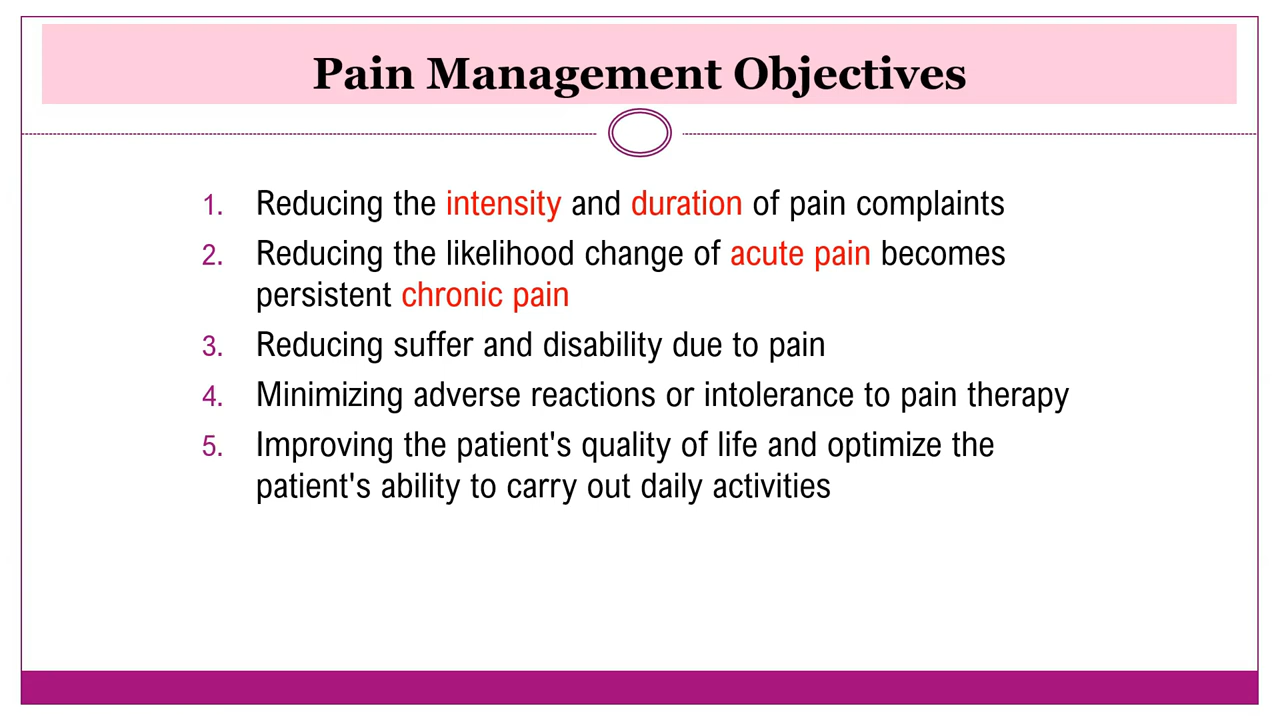 Pain Management Objectives
1. Reducing the intensity and duration of pain complaints
2. Reducing the likelihood change of acute pain becomes
persistent chronic pain
3. Reducing suffer and disability due to pain
4. Minimizing adverse reactions or intolerance to pain therapy
5. Improving the patient's quality of life and optimize the
patient's ability to carry out daily activities